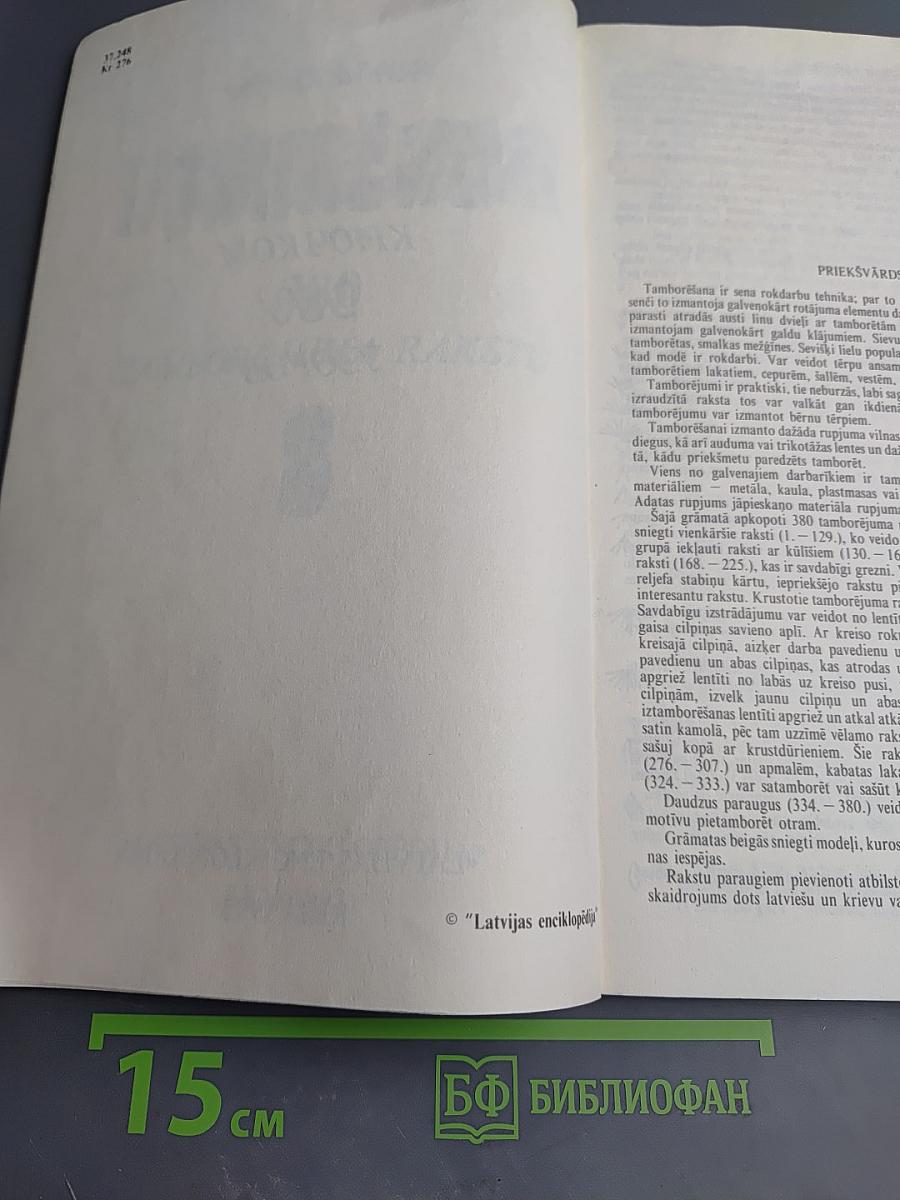 37.248
Kr 276
© "Latvijas enciklopēdija"
PRIEKŠVĀRDS
Tamborēšana ir sena rokdarbu tehnika; par to
senči to izmantoja galvenokārt rotājuma elementu
parasti atradās austi linu dvieļi ar tamborētām
izmantojam galvenokārt galdu klājumiem. Sievu
tamborētas, smalkas mežģīnes. Sevišķi lielu popula
kad modē ir rokdarbi. Var veidot tērpu ansam
tamborētiem lakatiem, cepurēm, šallēm, vestēm,
Tamborējumi ir praktiski, tie neburzās, labi sag
izraudzītā raksta tos var valkāt gan ikdienā
tamborējumu var izmantot bērnu tērpiem.
Tamborēšanai izmanto dažāda rupjuma vilnas
diegus, kā arī auduma vai trikotāžas lentes un daž
tā, kādu priekšmetu paredzēts tamborēt.
Viens no galvenajiem darbarīkiem ir tam
materiāliem — metāla, kaula, plastmasas vai
Adatas rupjums jāpieskaņo materiāla rupjuma
Šajā grāmatā apkopoti 380 tamborējuma
sniegti vienkāršie raksti (1. — 129.), ko veido
grupā iekļauti raksti ar kūlīšiem (130. — 16
raksti (168. — 225.), kas ir savdabīgi grezni.
reljefa stabiņu kārtu, iepriekšējo rakstu
interesantu rakstu. Krustotie tamborējuma
Savdabīgu izstrādājumu var veidot no lentīt
gaisa cilpiņas savieno aplī. Ar kreiso rok
kreisajā cilpiņā, aizķer darba pavedienu u
pavedienu un abas cilpiņas, kas atrodas
apgriež lentīti no labās uz kreiso pusi,
cilpiņām, izvelk jaunu cilpiņu un abas
iztamborēšanas lentīti apgriež un atkal atkā
satin kamolā, pēc tam uzzīmē vēlamo rak
sašuj kopā ar krustdūrieniem. Šie rak
(276. — 307.) un apmalēm, kabatas laka
(324. — 333.) var satamborēt vai sašūt k
Daudzus paraugus (334. — 380.) veid
motīvu pietamborēt otram.
Grāmatas beigās sniegti modeļi, kuros
nas iespējas.
Rakstu paraugiem pievienoti atbilst
skaidrojums dots latviešu un krievu va
15 см
БФ БИБЛИОФАН